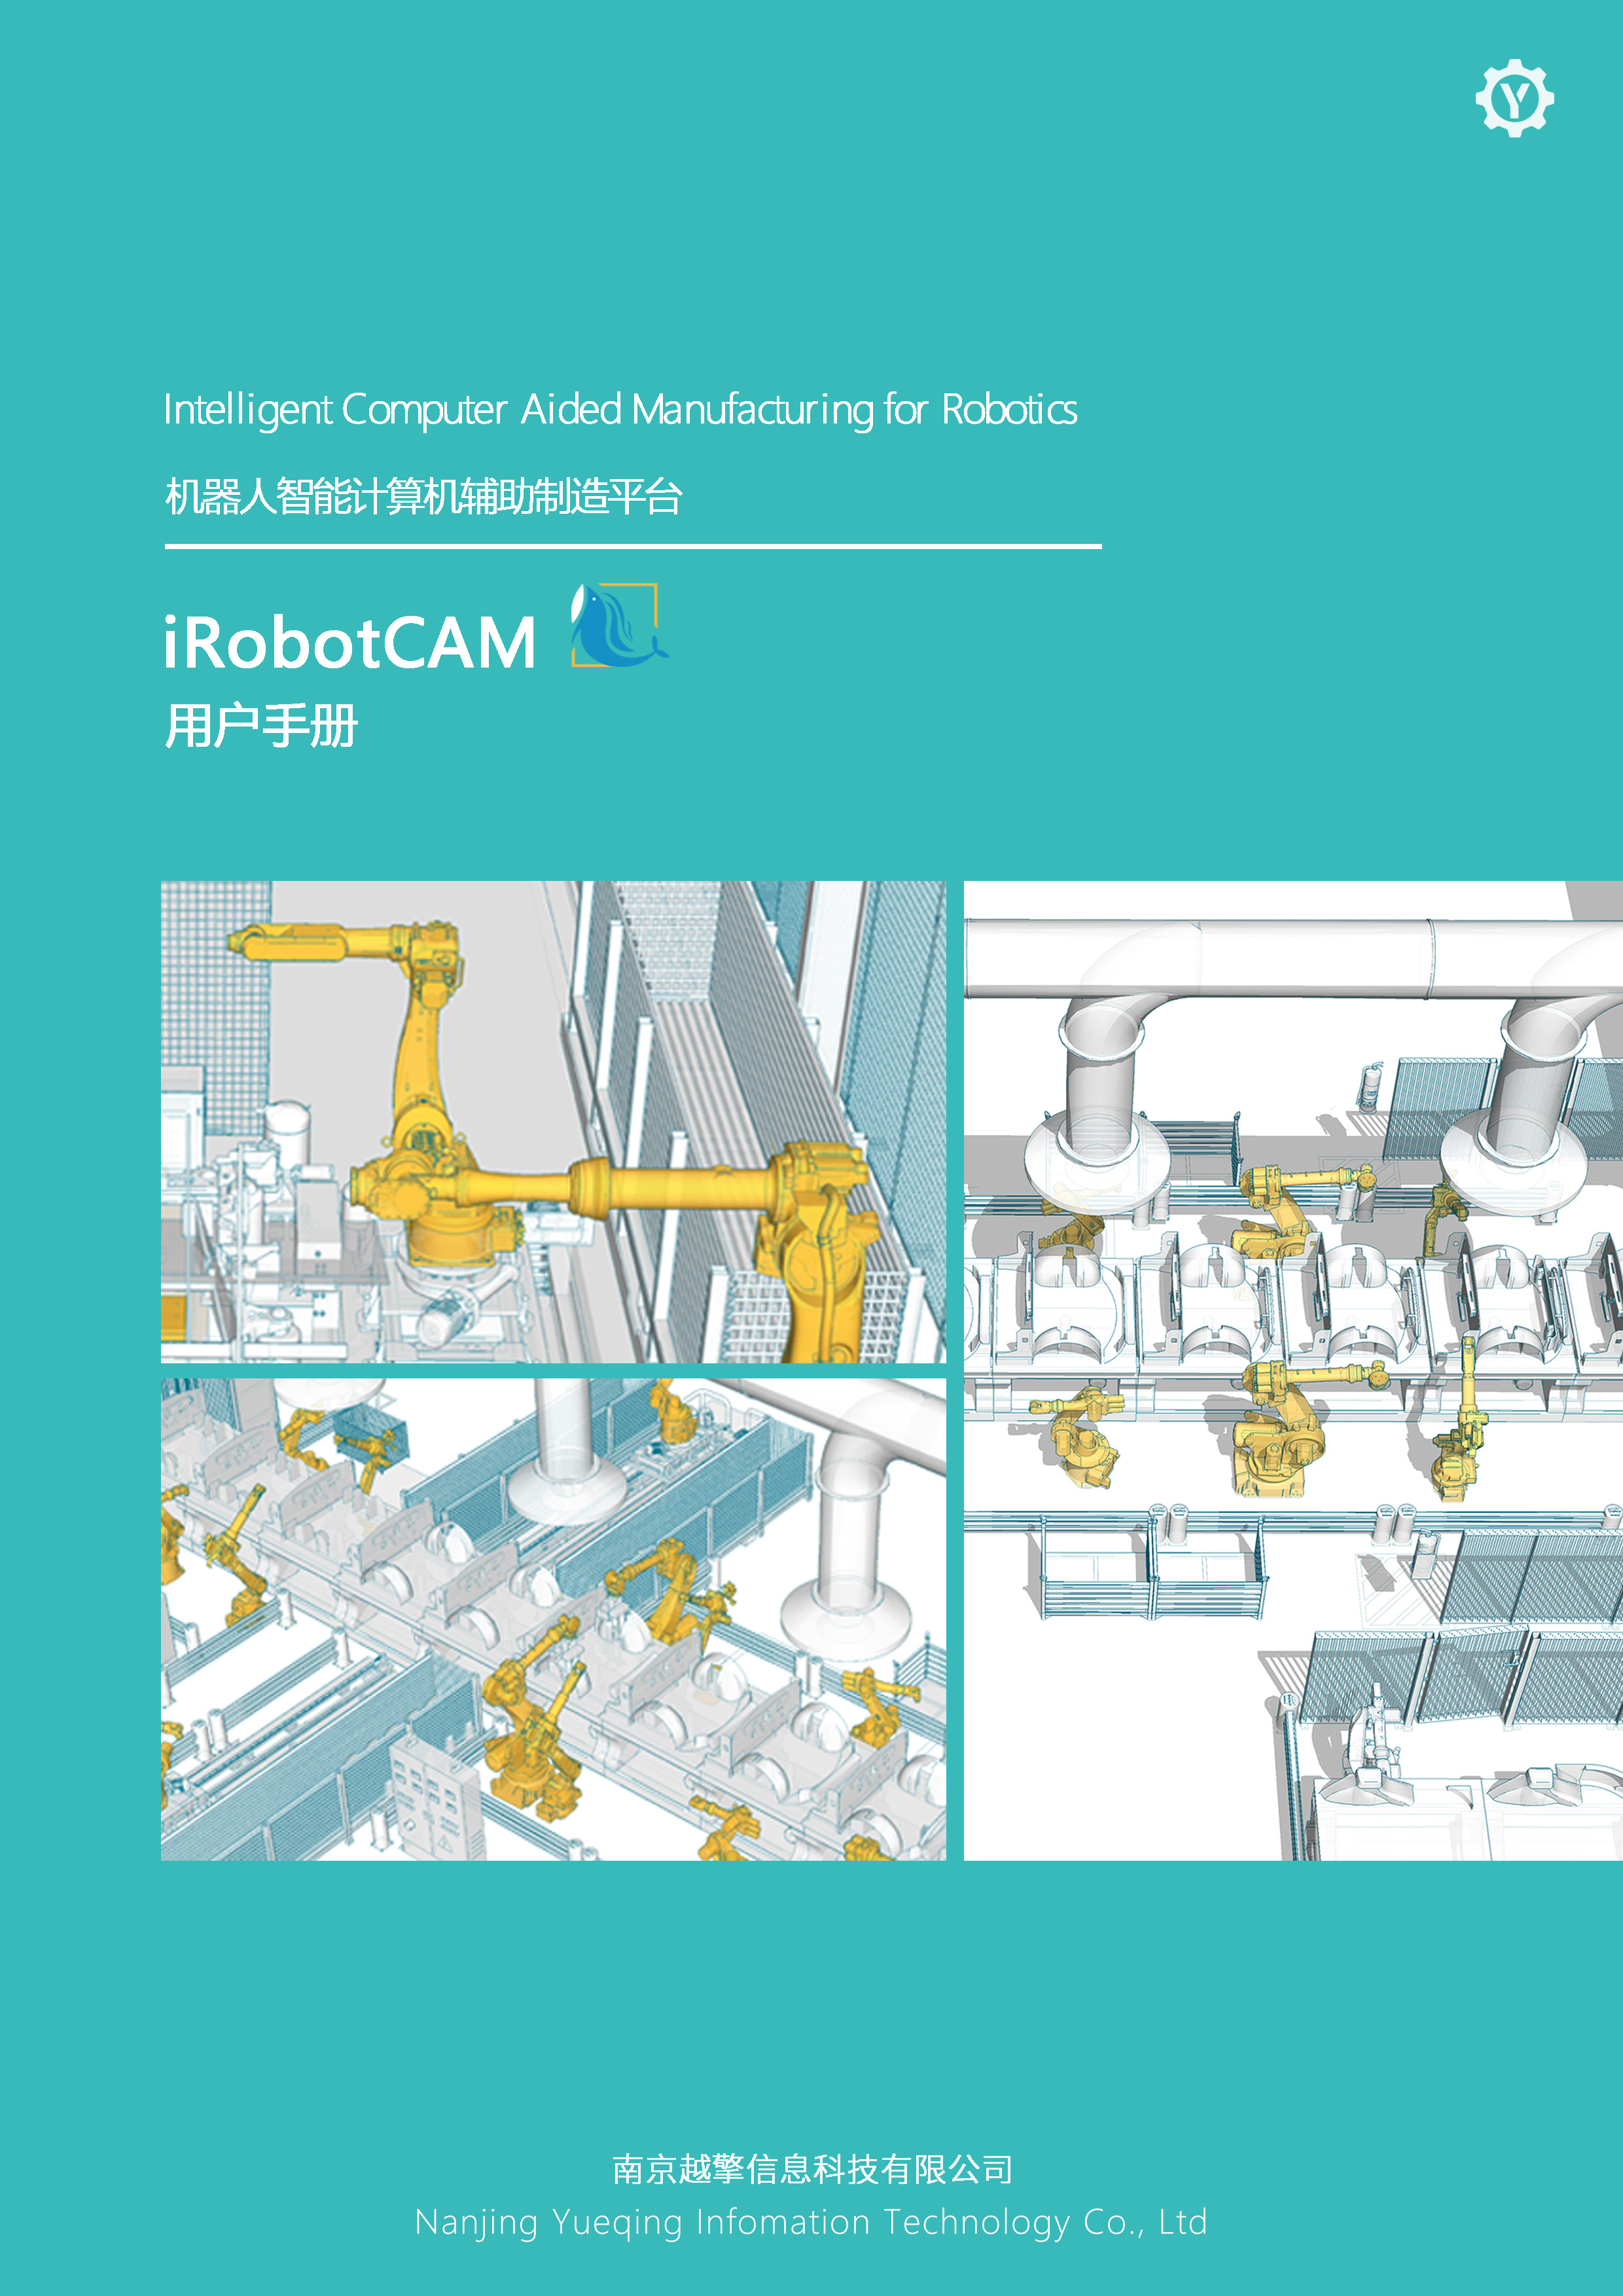 Y
Intelligent Computer Aided Manufacturing for Robotics
机器人智能计算机辅助制造平台
iRobotCAM
用户手册
南京越擎信息科技有限公司
Nanjing Yueqing Infomation Technology Co., Ltd